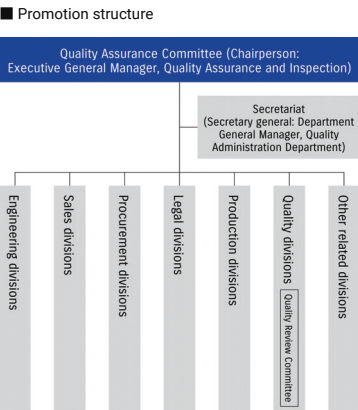 ■ Promotion structure
Quality Assurance Committee (Chairperson:
Executive General Manager, Quality Assurance and Inspection)
Secretariat
(Secretary general: Department
General Manager, Quality
Administration Department)
Engineering divisions
Sales divisions
Procurement divisions
Legal divisions
Production divisions
Quality divisions
Quality Review Committee
Other related divisions